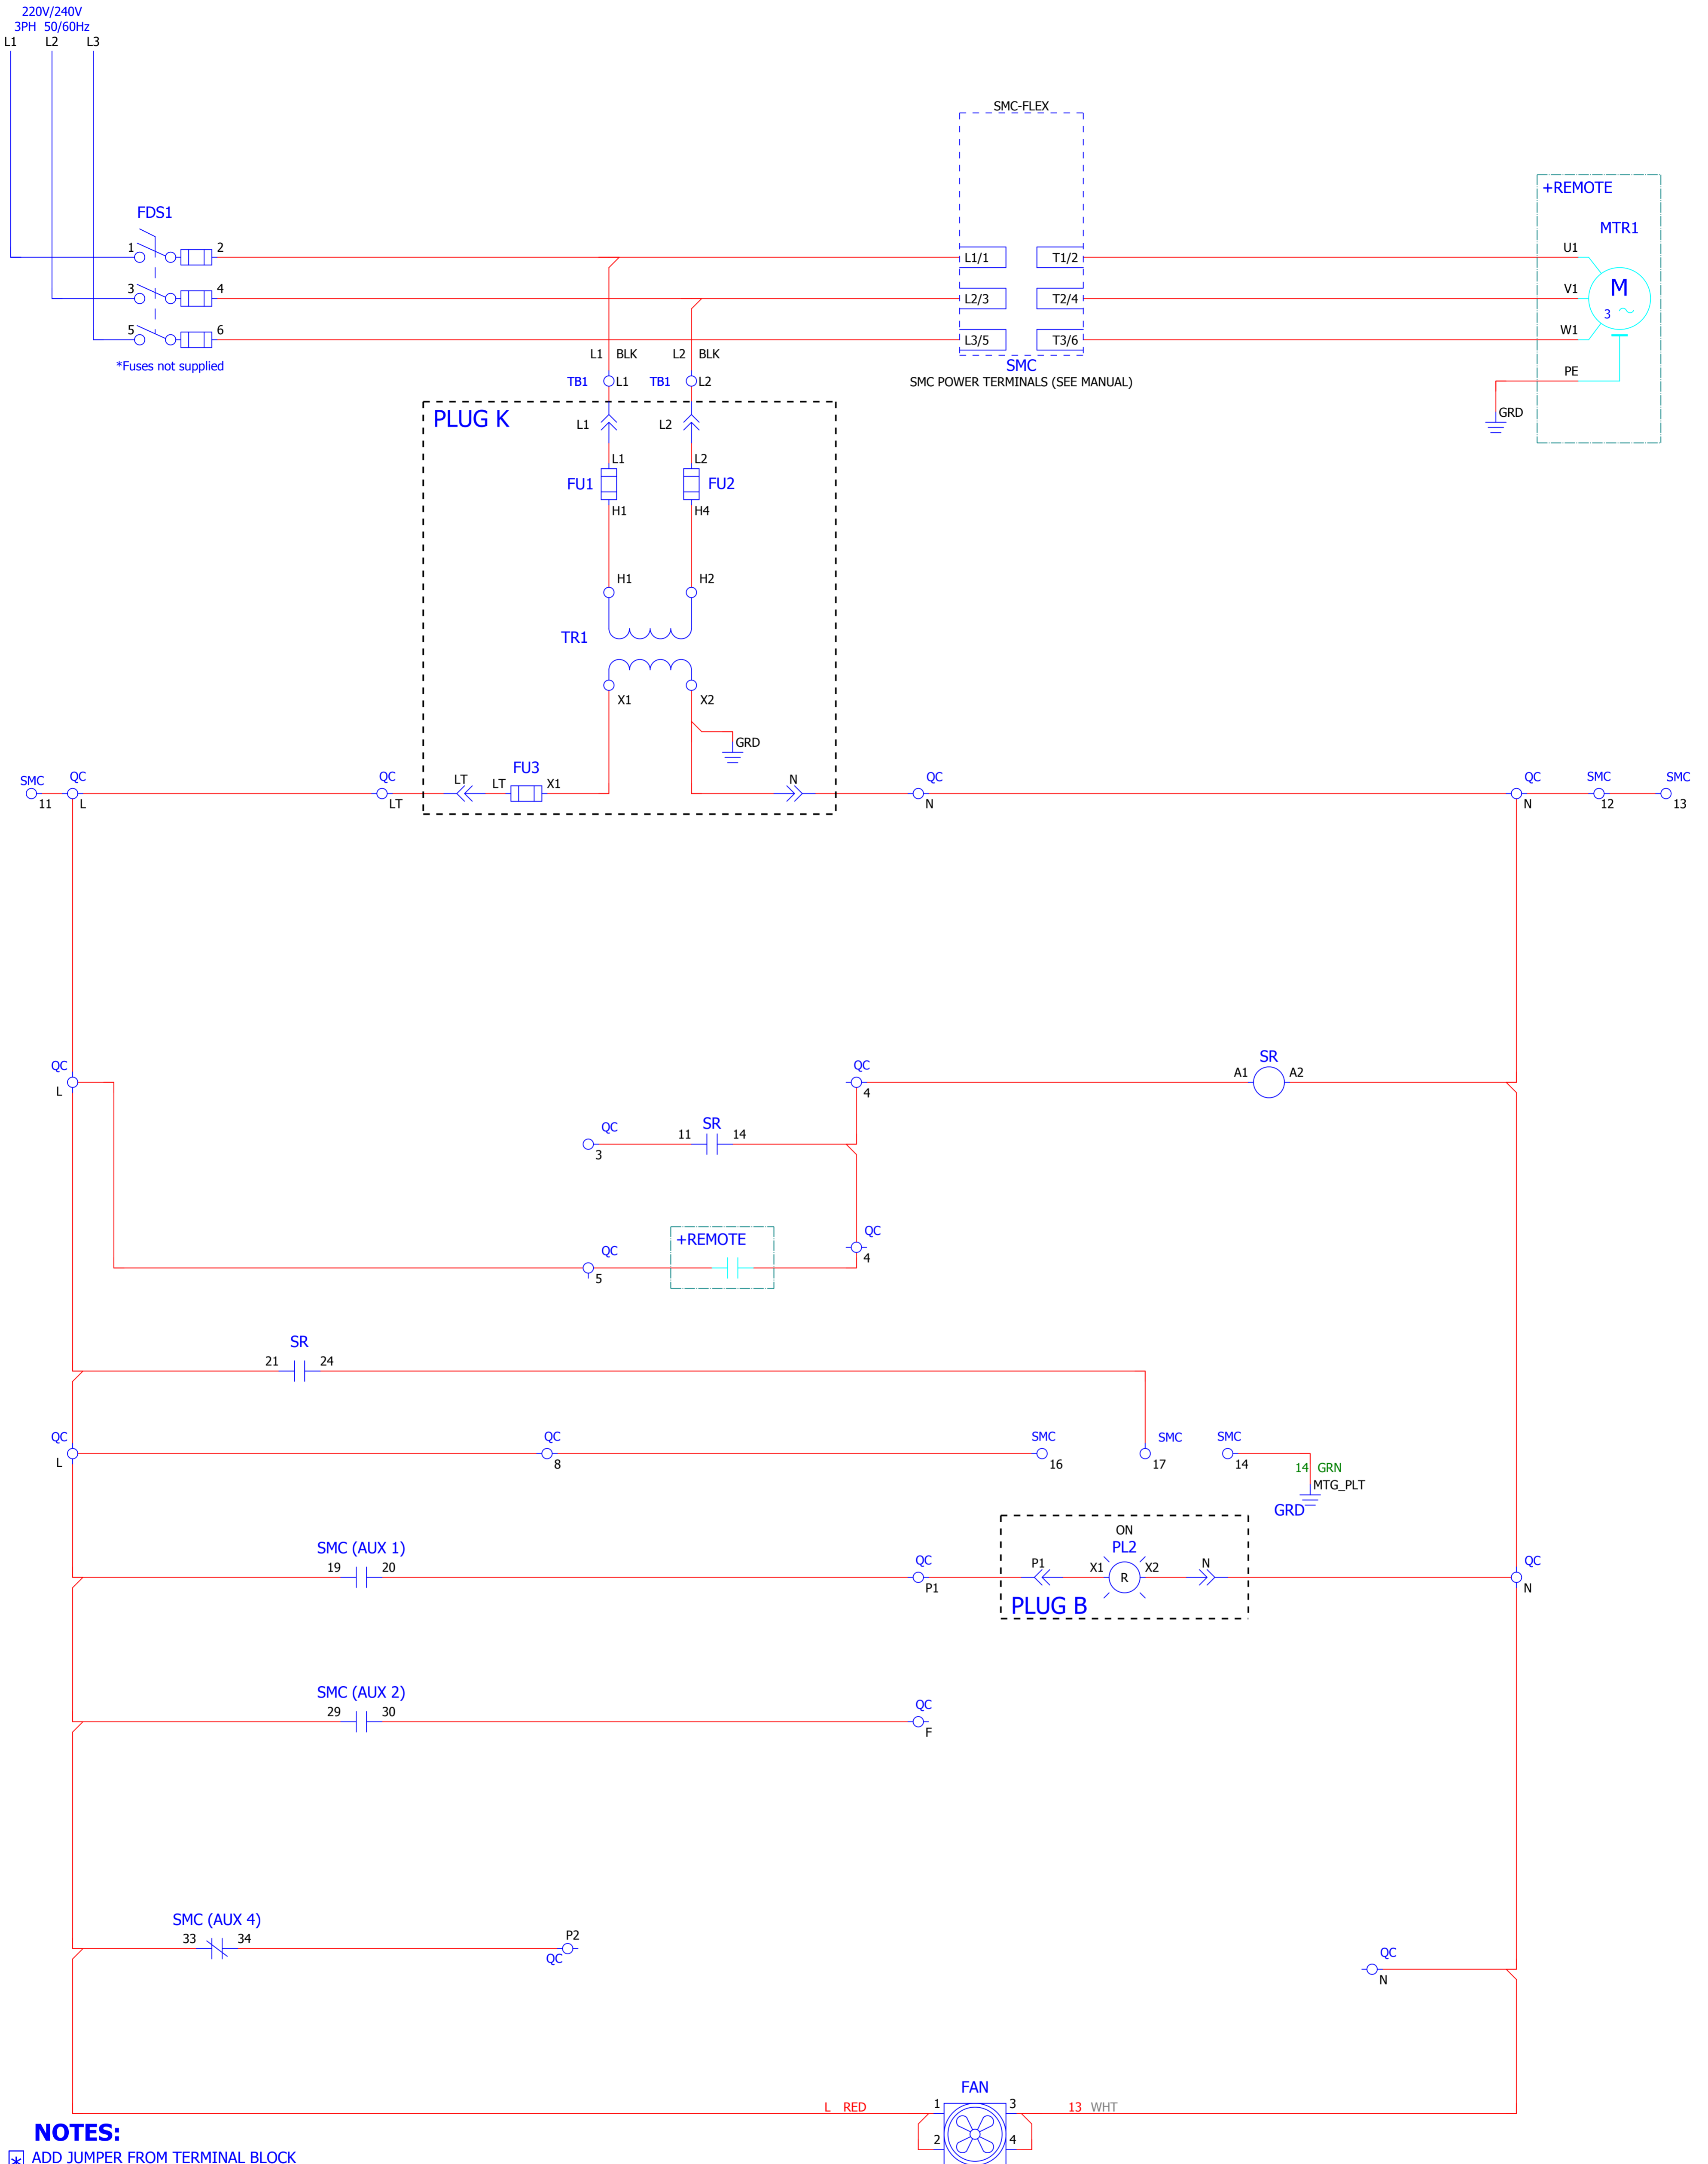 220V/240V
3PH 50/60Hz
L1 L2 L3
SMC-FLEX
+REMOTE
FDS1
MTR1
1 2 L1/1 T1/2 U1
3 4 L2/3 T2/4 V1 M
3
5 6 L3/5 T3/6 W1
*Fuses not supplied
L1 BLK L2 BLK
SMC
SMC POWER TERMINALS (SEE MANUAL)
PE
TB1 L1 TB1 L2
GRD
PLUG K
L1 L2
L1 L2
FU1 FU2
H1 H4
H1 H2
TR1
X1 X2
GRD
FU3
SMC QC QC LT LT X1 N QC QC SMC SMC
11 L LT N N 12 13
QC QC SR
L 4 A1 A2
QC 11 SR 14
3
+REMOTE
QC QC
5 4
SR
21 24
QC QC SMC SMC SMC
L 8 16 17 14
14 GRN
MTG_PLT
GRD
ON
SMC (AUX 1) PL2
19 20 QC P1 X1 X2 N QC
P1 R N
PLUG B
SMC (AUX 2)
29 30 QC
F
SMC (AUX 4)
33 34 P2
QC
QC
N
FAN
L RED 1 3 13 WHT
2 4
NOTES:
* ADD JUMPER FROM TERMINAL BLOCK